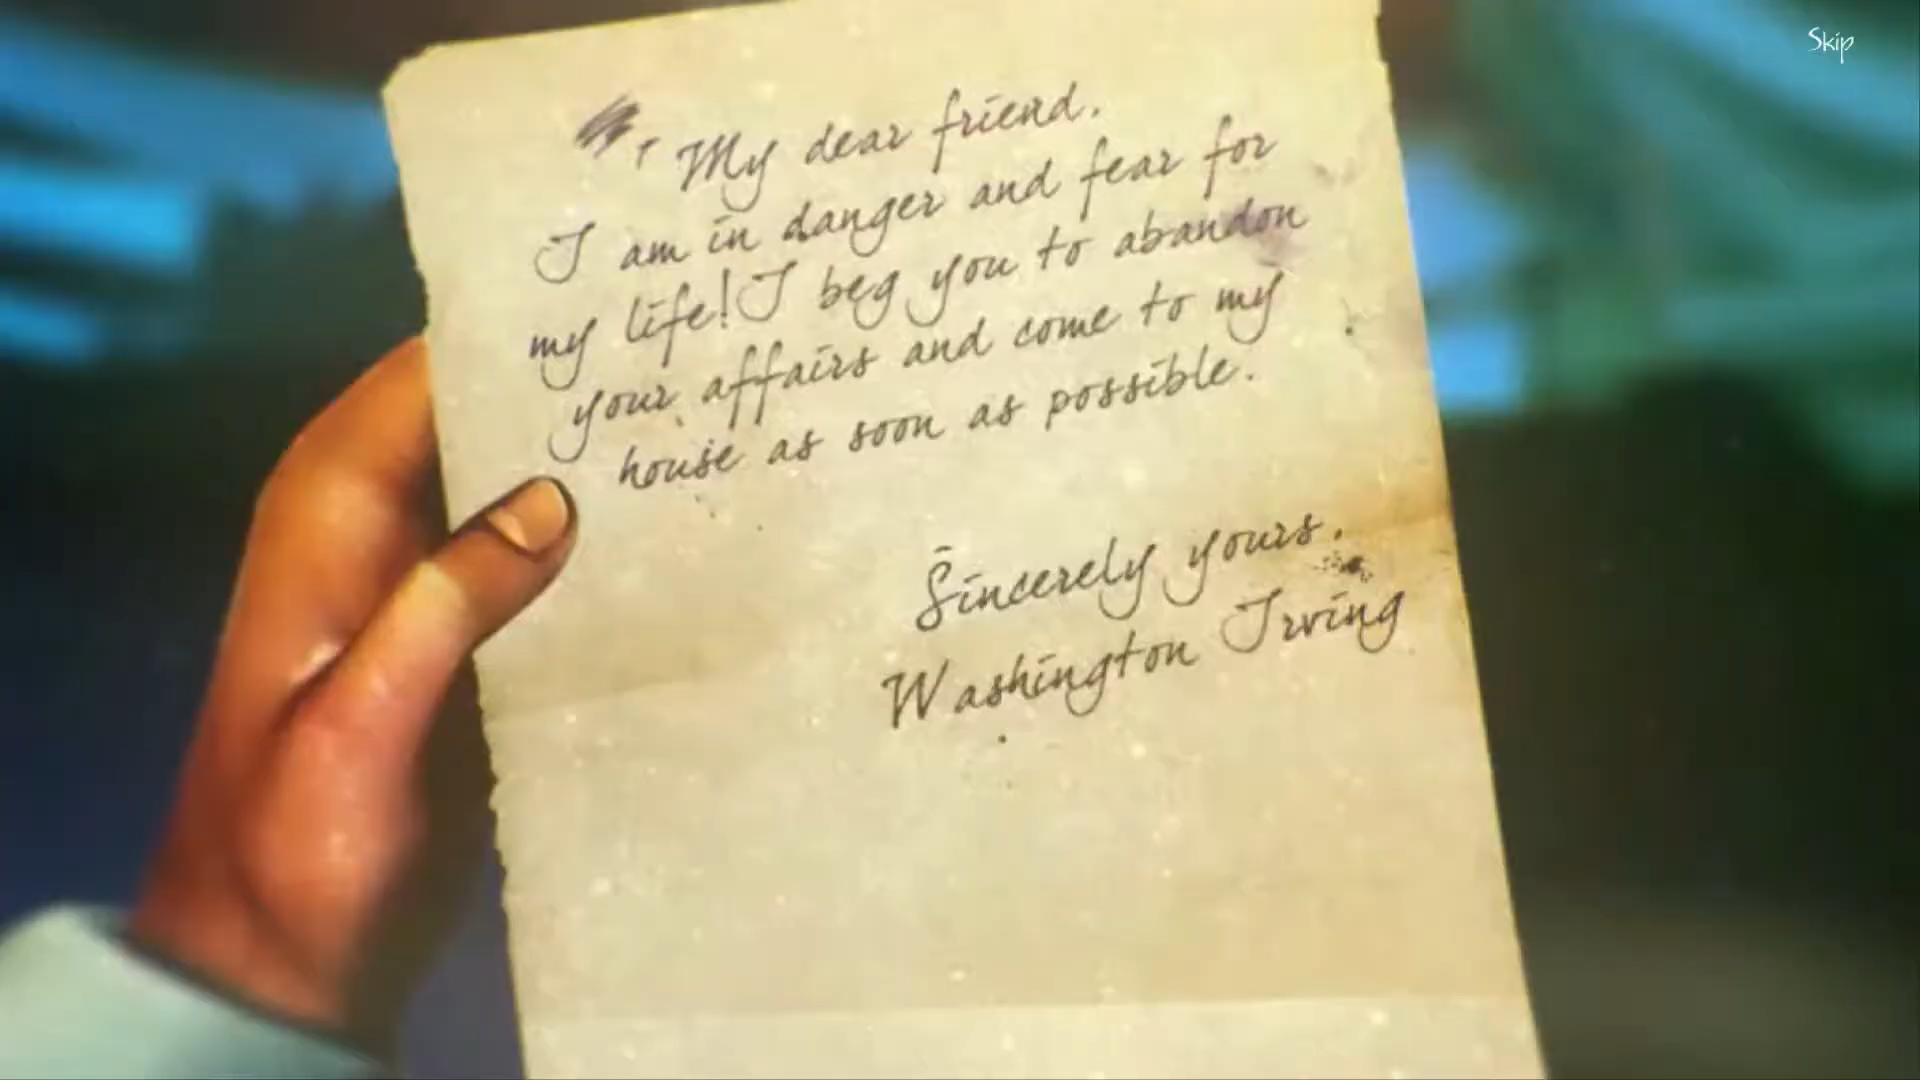 Skip
My dear friend.
I am in danger and fear for
my life! I beg you to abandon
your affairs and come to my
house as soon as possible.
Sincerely yours.
Washington Irving